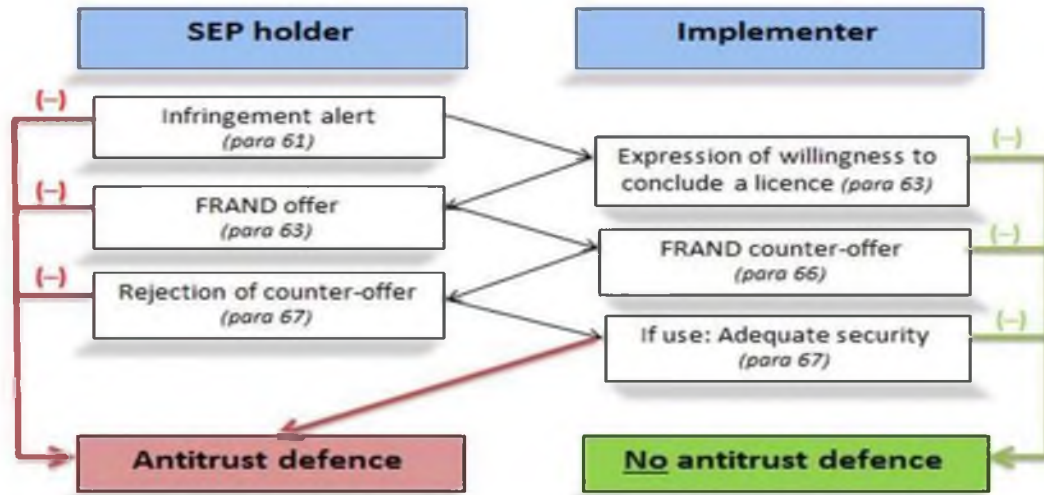 SEP holder
Implementer
(−)
Infringement alert
(para 61)
Expression of willingness to
conclude a licence (para 63)
(−)
(−)
FRAND offer
(para 63)
FRAND counter-offer
(para 66)
(−)
(−)
Rejection of counter-offer
(para 67)
If use: Adequate security
(para 67)
(−)
Antitrust defence
No antitrust defence